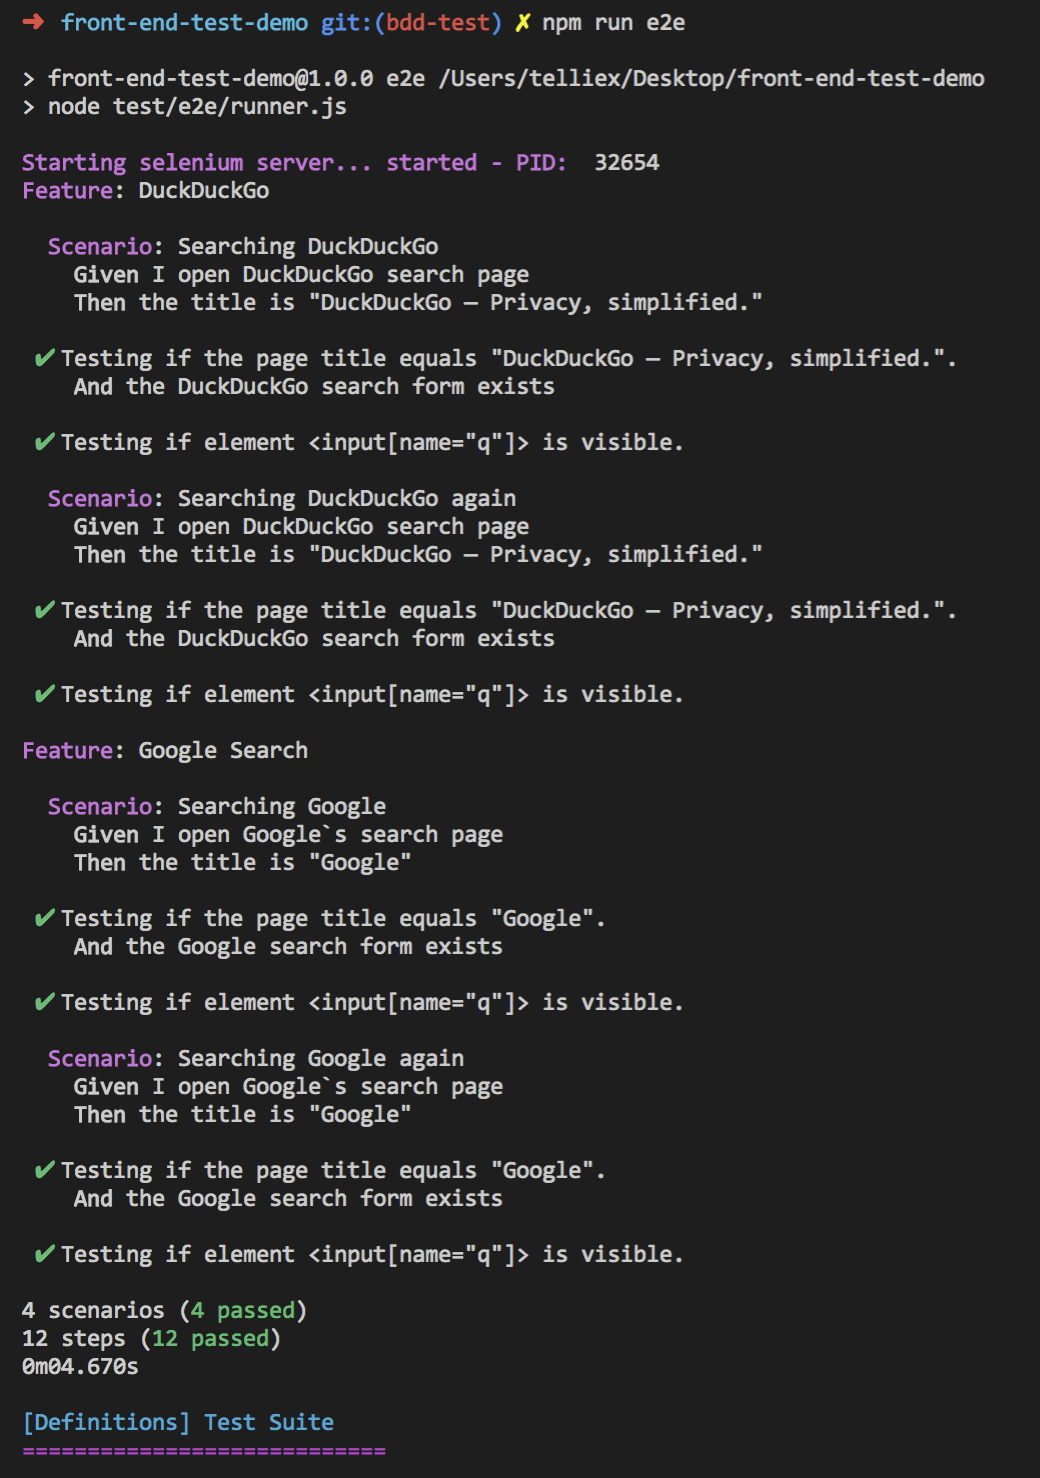 ➜ front-end-test-demo git:(bdd-test) ✗ npm run e2e
> front-end-test-demo@1.0.0 e2e /Users/telliex/Desktop/front-end-test-demo
> node test/e2e/runner.js
Starting selenium server... started - PID:  32654
Feature: DuckDuckGo
Scenario: Searching DuckDuckGo
Given I open DuckDuckGo search page
Then the title is "DuckDuckGo — Privacy, simplified."
✔ Testing if the page title equals "DuckDuckGo — Privacy, simplified.".
And the DuckDuckGo search form exists
✔ Testing if element <input[name="q"]> is visible.
Scenario: Searching DuckDuckGo again
Given I open DuckDuckGo search page
Then the title is "DuckDuckGo — Privacy, simplified."
✔ Testing if the page title equals "DuckDuckGo — Privacy, simplified.".
And the DuckDuckGo search form exists
✔ Testing if element <input[name="q"]> is visible.
Feature: Google Search
Scenario: Searching Google
Given I open Google`s search page
Then the title is "Google"
✔ Testing if the page title equals "Google".
And the Google search form exists
✔ Testing if element <input[name="q"]> is visible.
Scenario: Searching Google again
Given I open Google`s search page
Then the title is "Google"
✔ Testing if the page title equals "Google".
And the Google search form exists
✔ Testing if element <input[name="q"]> is visible.
4 scenarios (4 passed)
12 steps (12 passed)
0m04.670s
[Definitions] Test Suite
============================